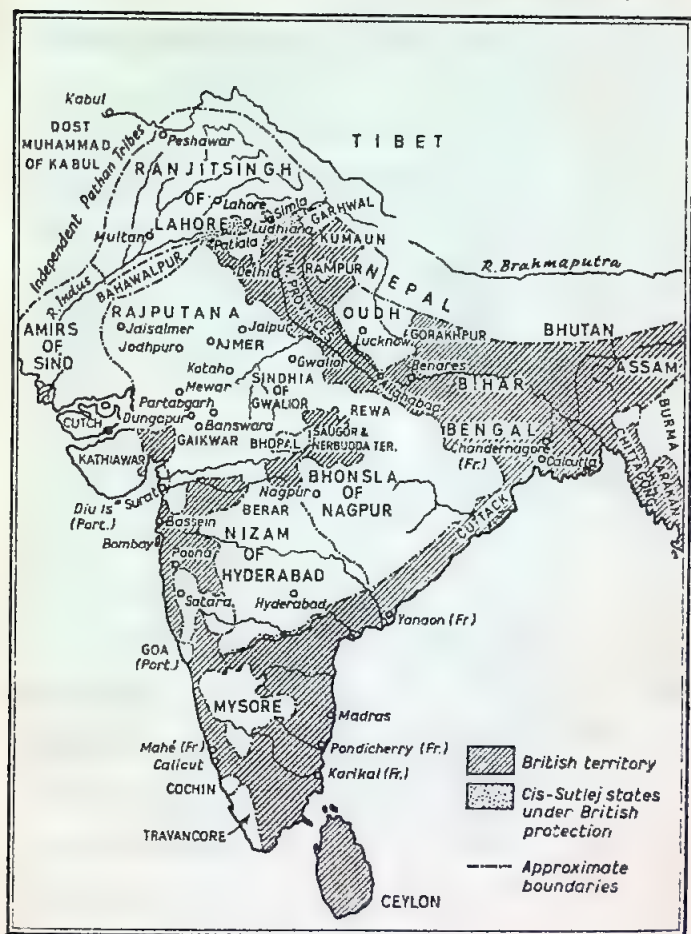 Kabul
DOST
MUHAMMAD
OF KABUL
Independent Pathan Tribes
Peshawar
TIBET
RANJITSINGH
OF
LAHORE
Lahore
Simla
Ludhiana
GARHWAL
KUMAUN
Multan
Patiala
Delhi
N.W. PROVINCES
RAMPUR
NEPAL
R. Brahmaputra
R. Indus
BAHAWALPUR
AMIRS
OF
SIND
RAJPUTANA
Jaisalmer
Jodhpur
Jaipur
AJMER
OUDH
Lucknow
GORAKHPUR
BHUTAN
ASSAM
Kotah
Mewar
Gwalior
SINDHIA
OF
GWALIOR
Allahabad
Benares
BIHAR
Partabgarh
Dungapur
Banswara
GAIKWAR
BHOPAL
REWA
SAUGOR &
NERBUDDA TER.
BENGAL
Chandernagore
(Fr.)
Calcutta
CHITTAGONG
BURMA
ARAKAN
CUTCH
KATHIAWAR
Diu Is
(Port.)
Surat
Nagpur
BHONSLA
OF
NAGPUR
BERAR
CUTTACK
Bassein
Bombay
NIZAM
OF
HYDERABAD
Poona
Satara
Hyderabad
Yanaon (Fr)
GOA
(Port.)
MYSORE
Madras
Mahé (Fr)
Calicut
Pondicherry (Fr.)
Karikal (Fr.)
COCHIN
TRAVANCORE
CEYLON
British territory
Cis-Sutlej states
under British
protection
Approximate
boundaries